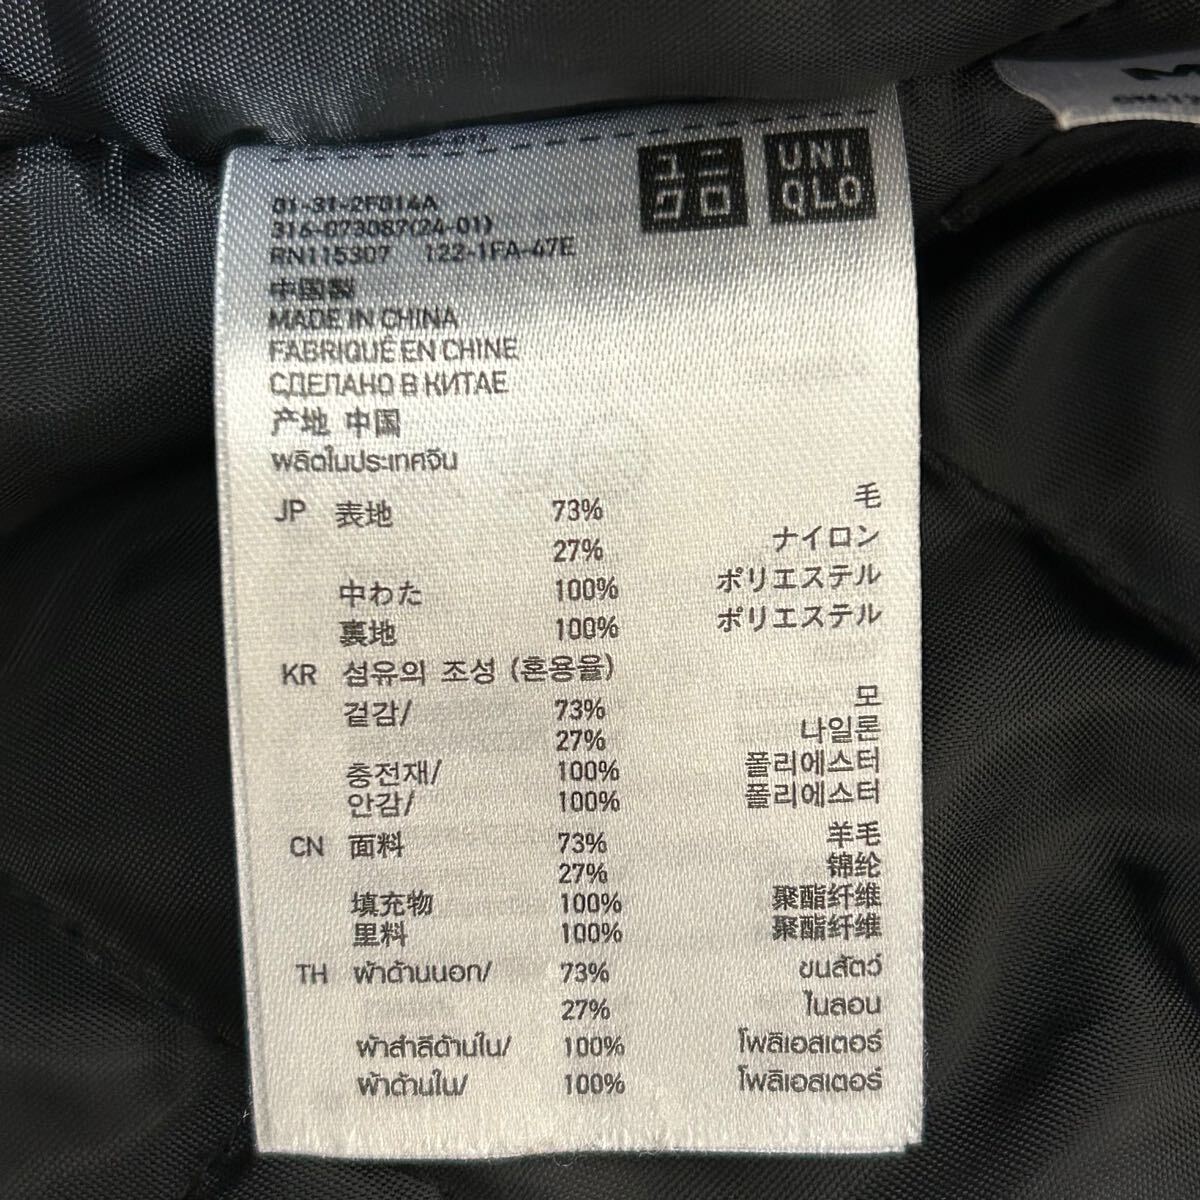 ユニ
クロ
UNI
QLO
01-31-2F014A
316-073087(24-01)
RN115307 122-1FA-47E
中国製
MADE IN CHINA
FABRIQUÉ EN CHINE
СДЕЛАНО В КИТАЕ
产地 中国
ผลิตในประเทศจีน
JP 表地 73% 毛
27% ナイロン
中わた 100% ポリエステル
裏地 100% ポリエステル
KR 섬유의 조성 (혼용율)
겉감/ 73% 모
27% 나일론
충전재/ 100% 폴리에스터
안감/ 100% 폴리에스터
CN 面料 73% 羊毛
27% 锦纶
填充物 100% 聚酯纤维
里料 100% 聚酯纤维
TH ผ้าด้านนอก/ 73% ขนสัตว์
27% ไนลอน
ผ้าสำลีด้านใน/ 100% โพลิเอสเตอร์
ผ้าด้านใน/ 100% โพลิเอสเตอร์